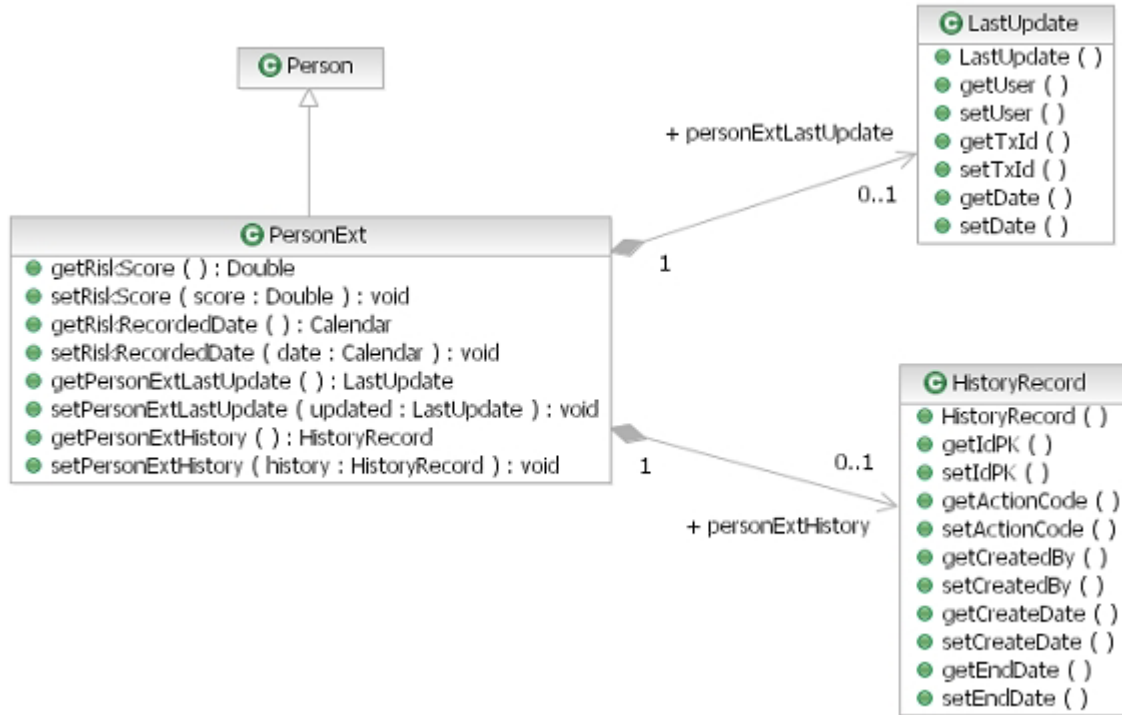 Person
PersonExt
getRiskScore ( ) : Double
setRiskScore ( score : Double ) : void
getRiskRecordedDate ( ) : Calendar
setRiskRecordedDate ( date : Calendar ) : void
getPersonExtLastUpdate ( ) : LastUpdate
setPersonExtLastUpdate ( updated : LastUpdate ) : void
getPersonExtHistory ( ) : HistoryRecord
setPersonExtHistory ( history : HistoryRecord ) : void
+ personExtLastUpdate
0..1
1
LastUpdate
LastUpdate ( )
getUser ( )
setUser ( )
getTxId ( )
setTxId ( )
getDate ( )
setDate ( )
1
0..1
+ personExtHistory
HistoryRecord
HistoryRecord ( )
getIdPK ( )
setIdPK ( )
getActionCode ( )
setActionCode ( )
getCreatedBy ( )
setCreatedBy ( )
getCreateDate ( )
setCreateDate ( )
getEndDate ( )
setEndDate ( )